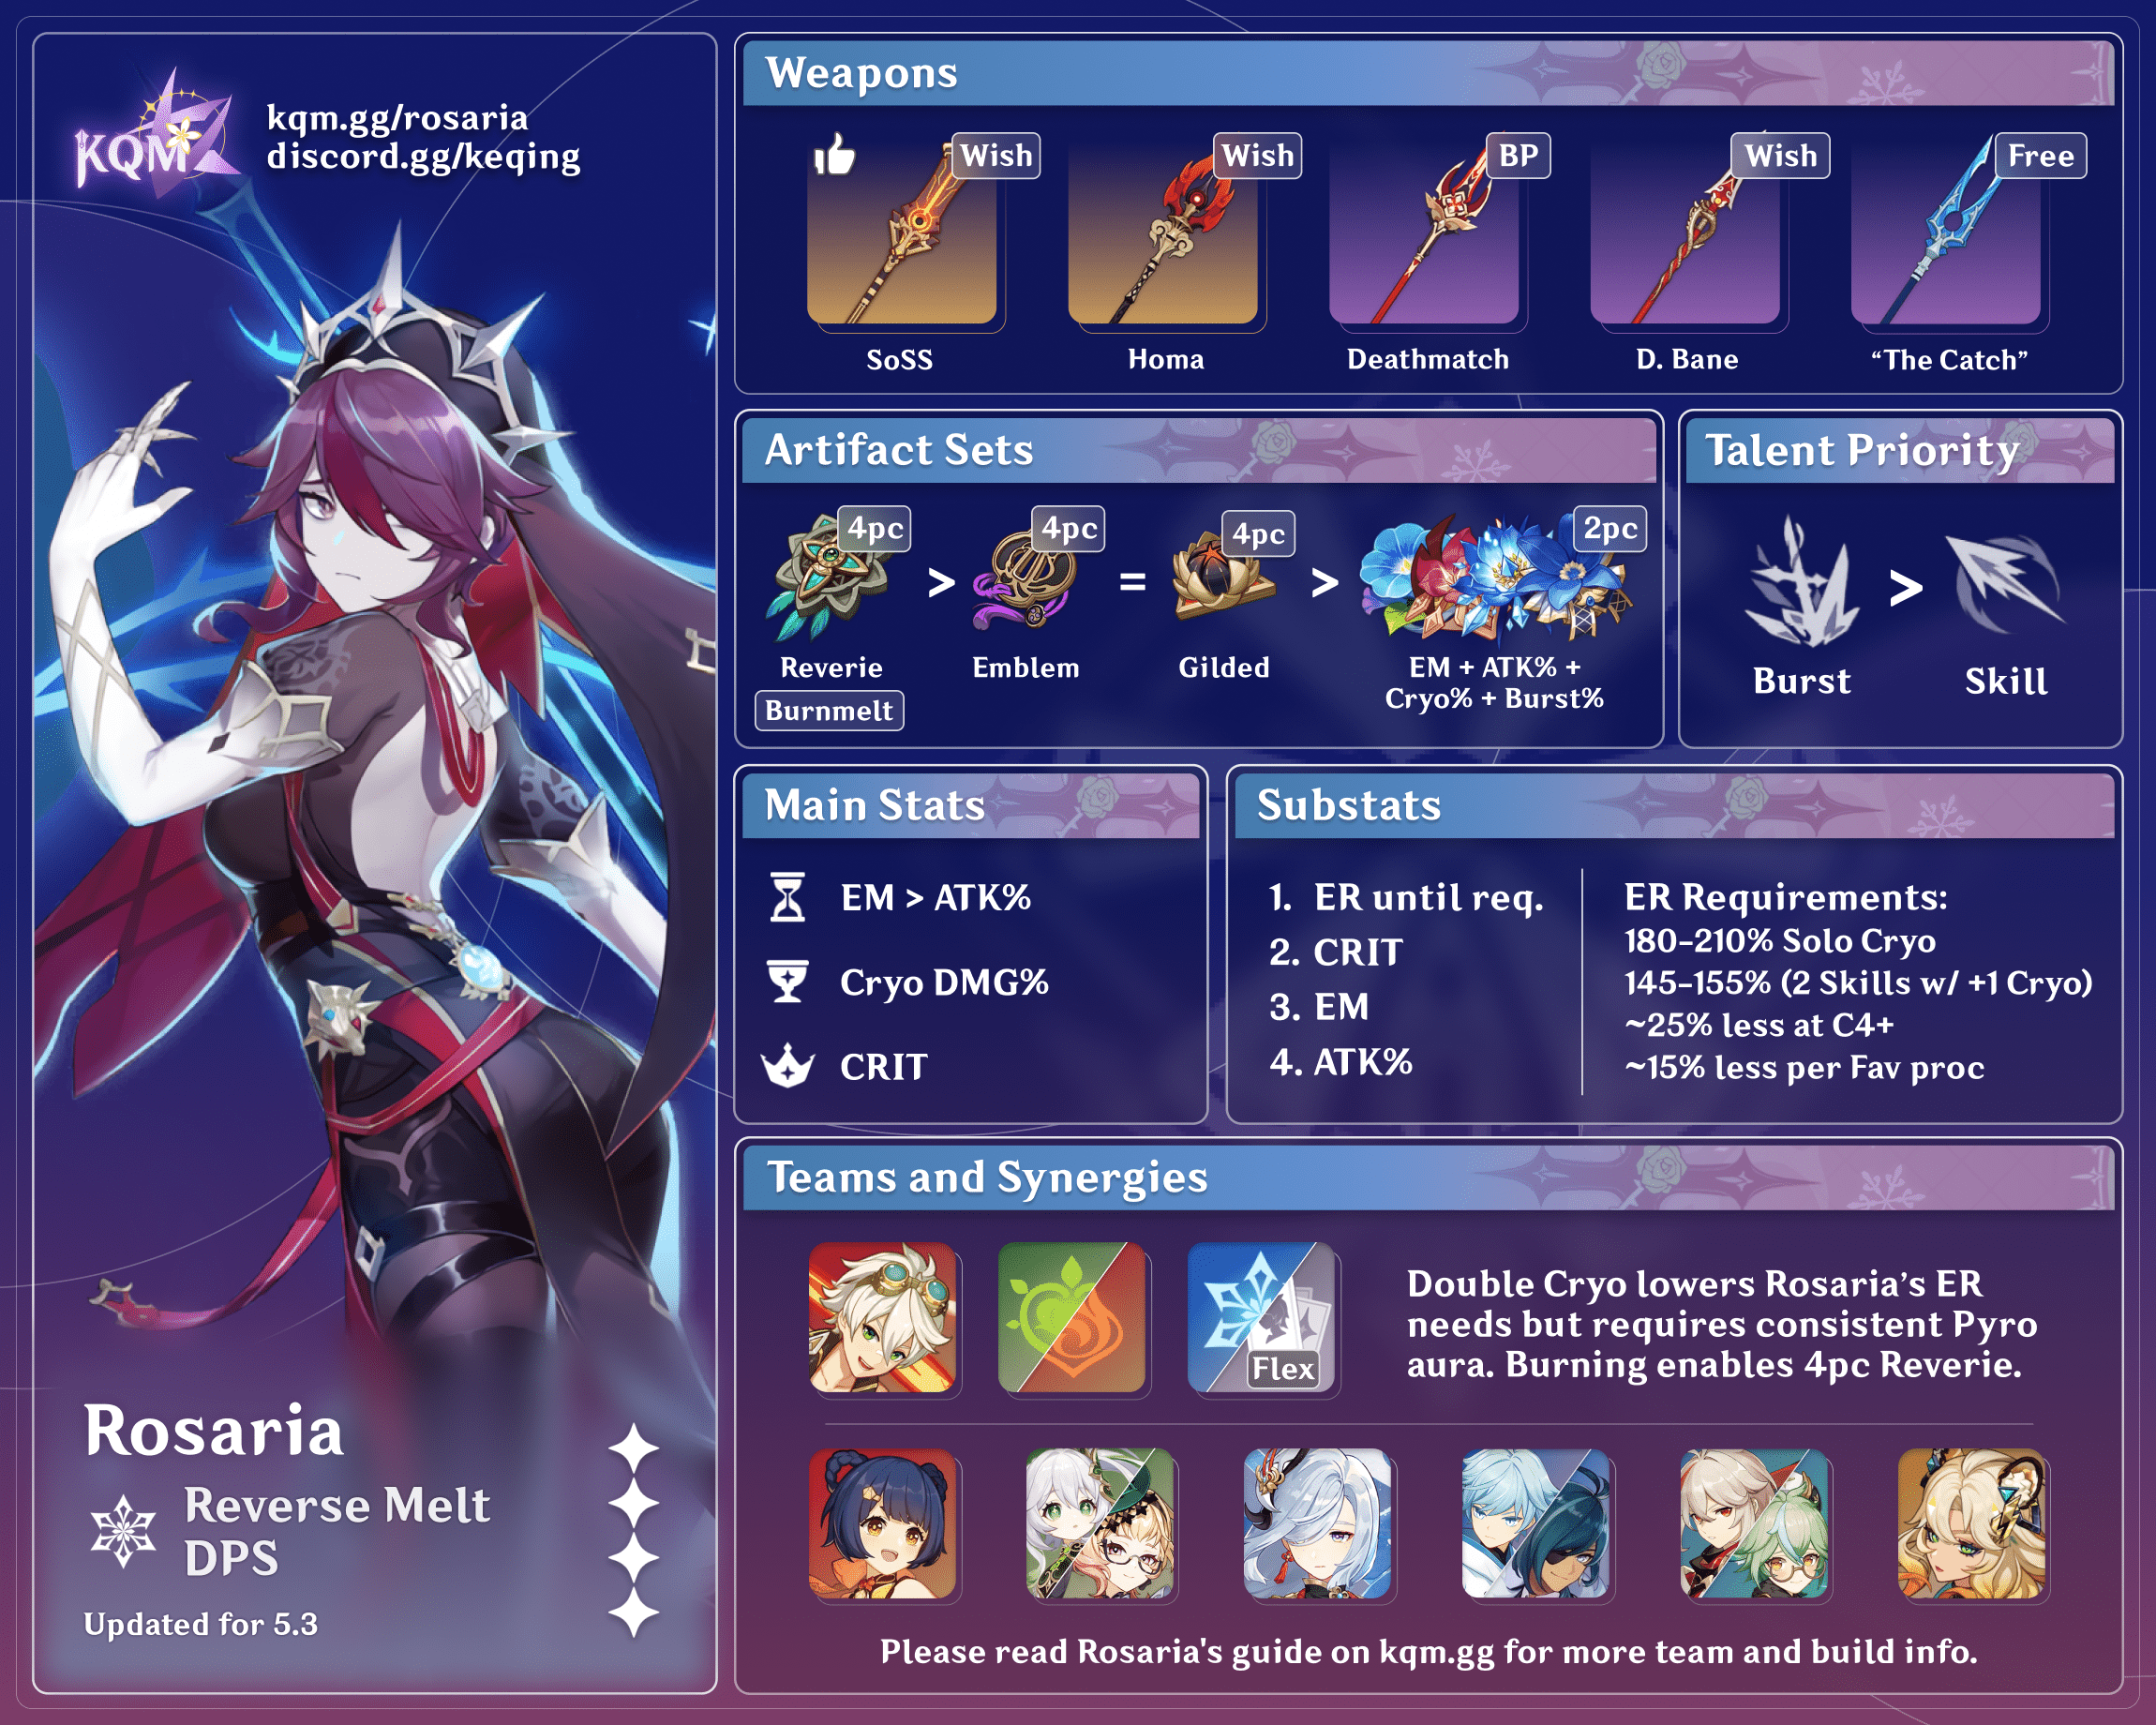 KQM
kqm.gg/rosaria
discord.gg/keqing
Rosaria
Reverse Melt
DPS
Updated for 5.3
Weapons
Wish
Wish
BP
Wish
Free
SoSS
Homa
Deathmatch
D. Bane
“The Catch”
Artifact Sets
4pc
>
4pc
=
4pc
>
2pc
Reverie
Burnmelt
Emblem
Gilded
EM + ATK% +
Cryo% + Burst%
Talent Priority
>
Burst
Skill
Main Stats
EM > ATK%
Cryo DMG%
CRIT
Substats
1. ER until req.
2. CRIT
3. EM
4. ATK%
ER Requirements:
180-210% Solo Cryo
145-155% (2 Skills w/ +1 Cryo)
~25% less at C4+
~15% less per Fav proc
Teams and Synergies
Flex
Double Cryo lowers Rosaria’s ER
needs but requires consistent Pyro
aura. Burning enables 4pc Reverie.
Please read Rosaria's guide on kqm.gg for more team and build info.